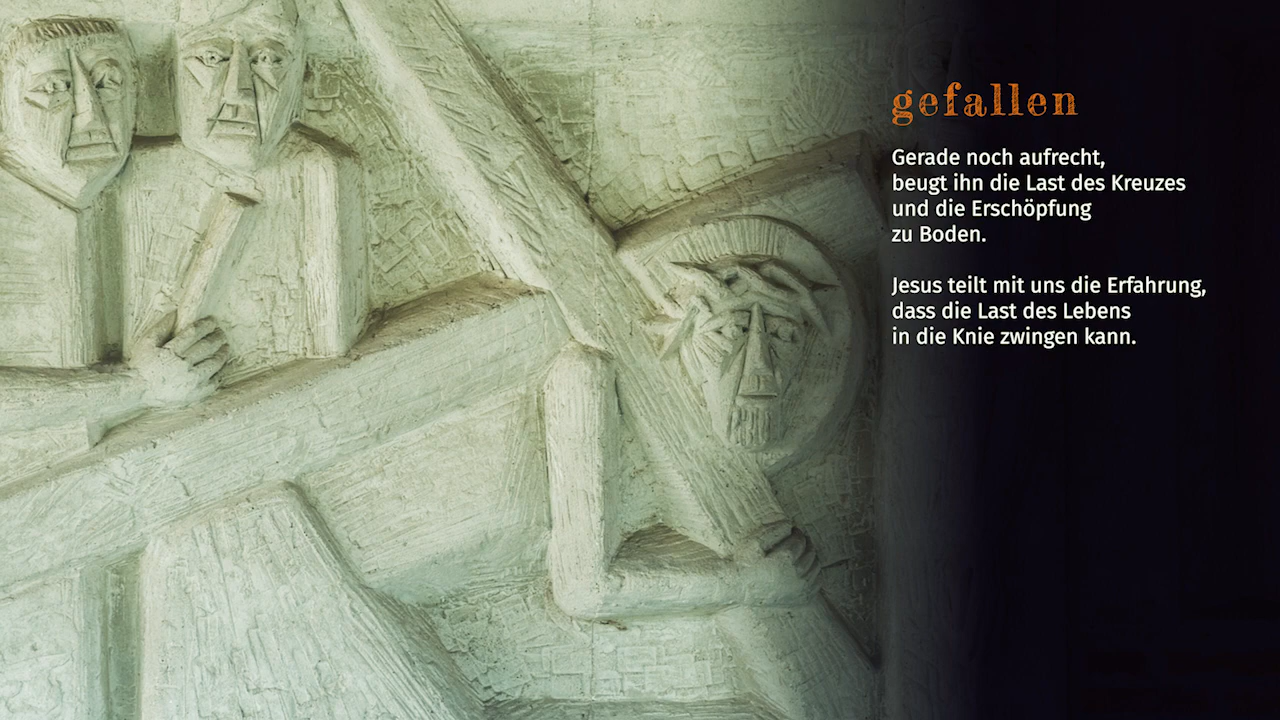 gefallen
Gerade noch aufrecht,
beugt ihn die Last des Kreuzes
und die Erschöpfung
zu Boden.
Jesus teilt mit uns die Erfahrung,
dass die Last des Lebens
in die Knie zwingen kann.